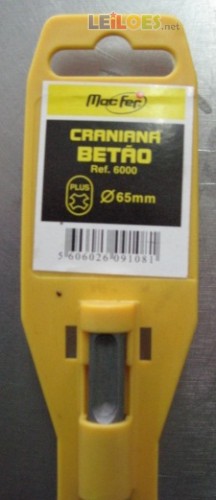 LEiLOES.net
Mac Fer
CRANIANA
BETÃO
Ref. 6000
PLUS
Ø65mm
5 606026 091081